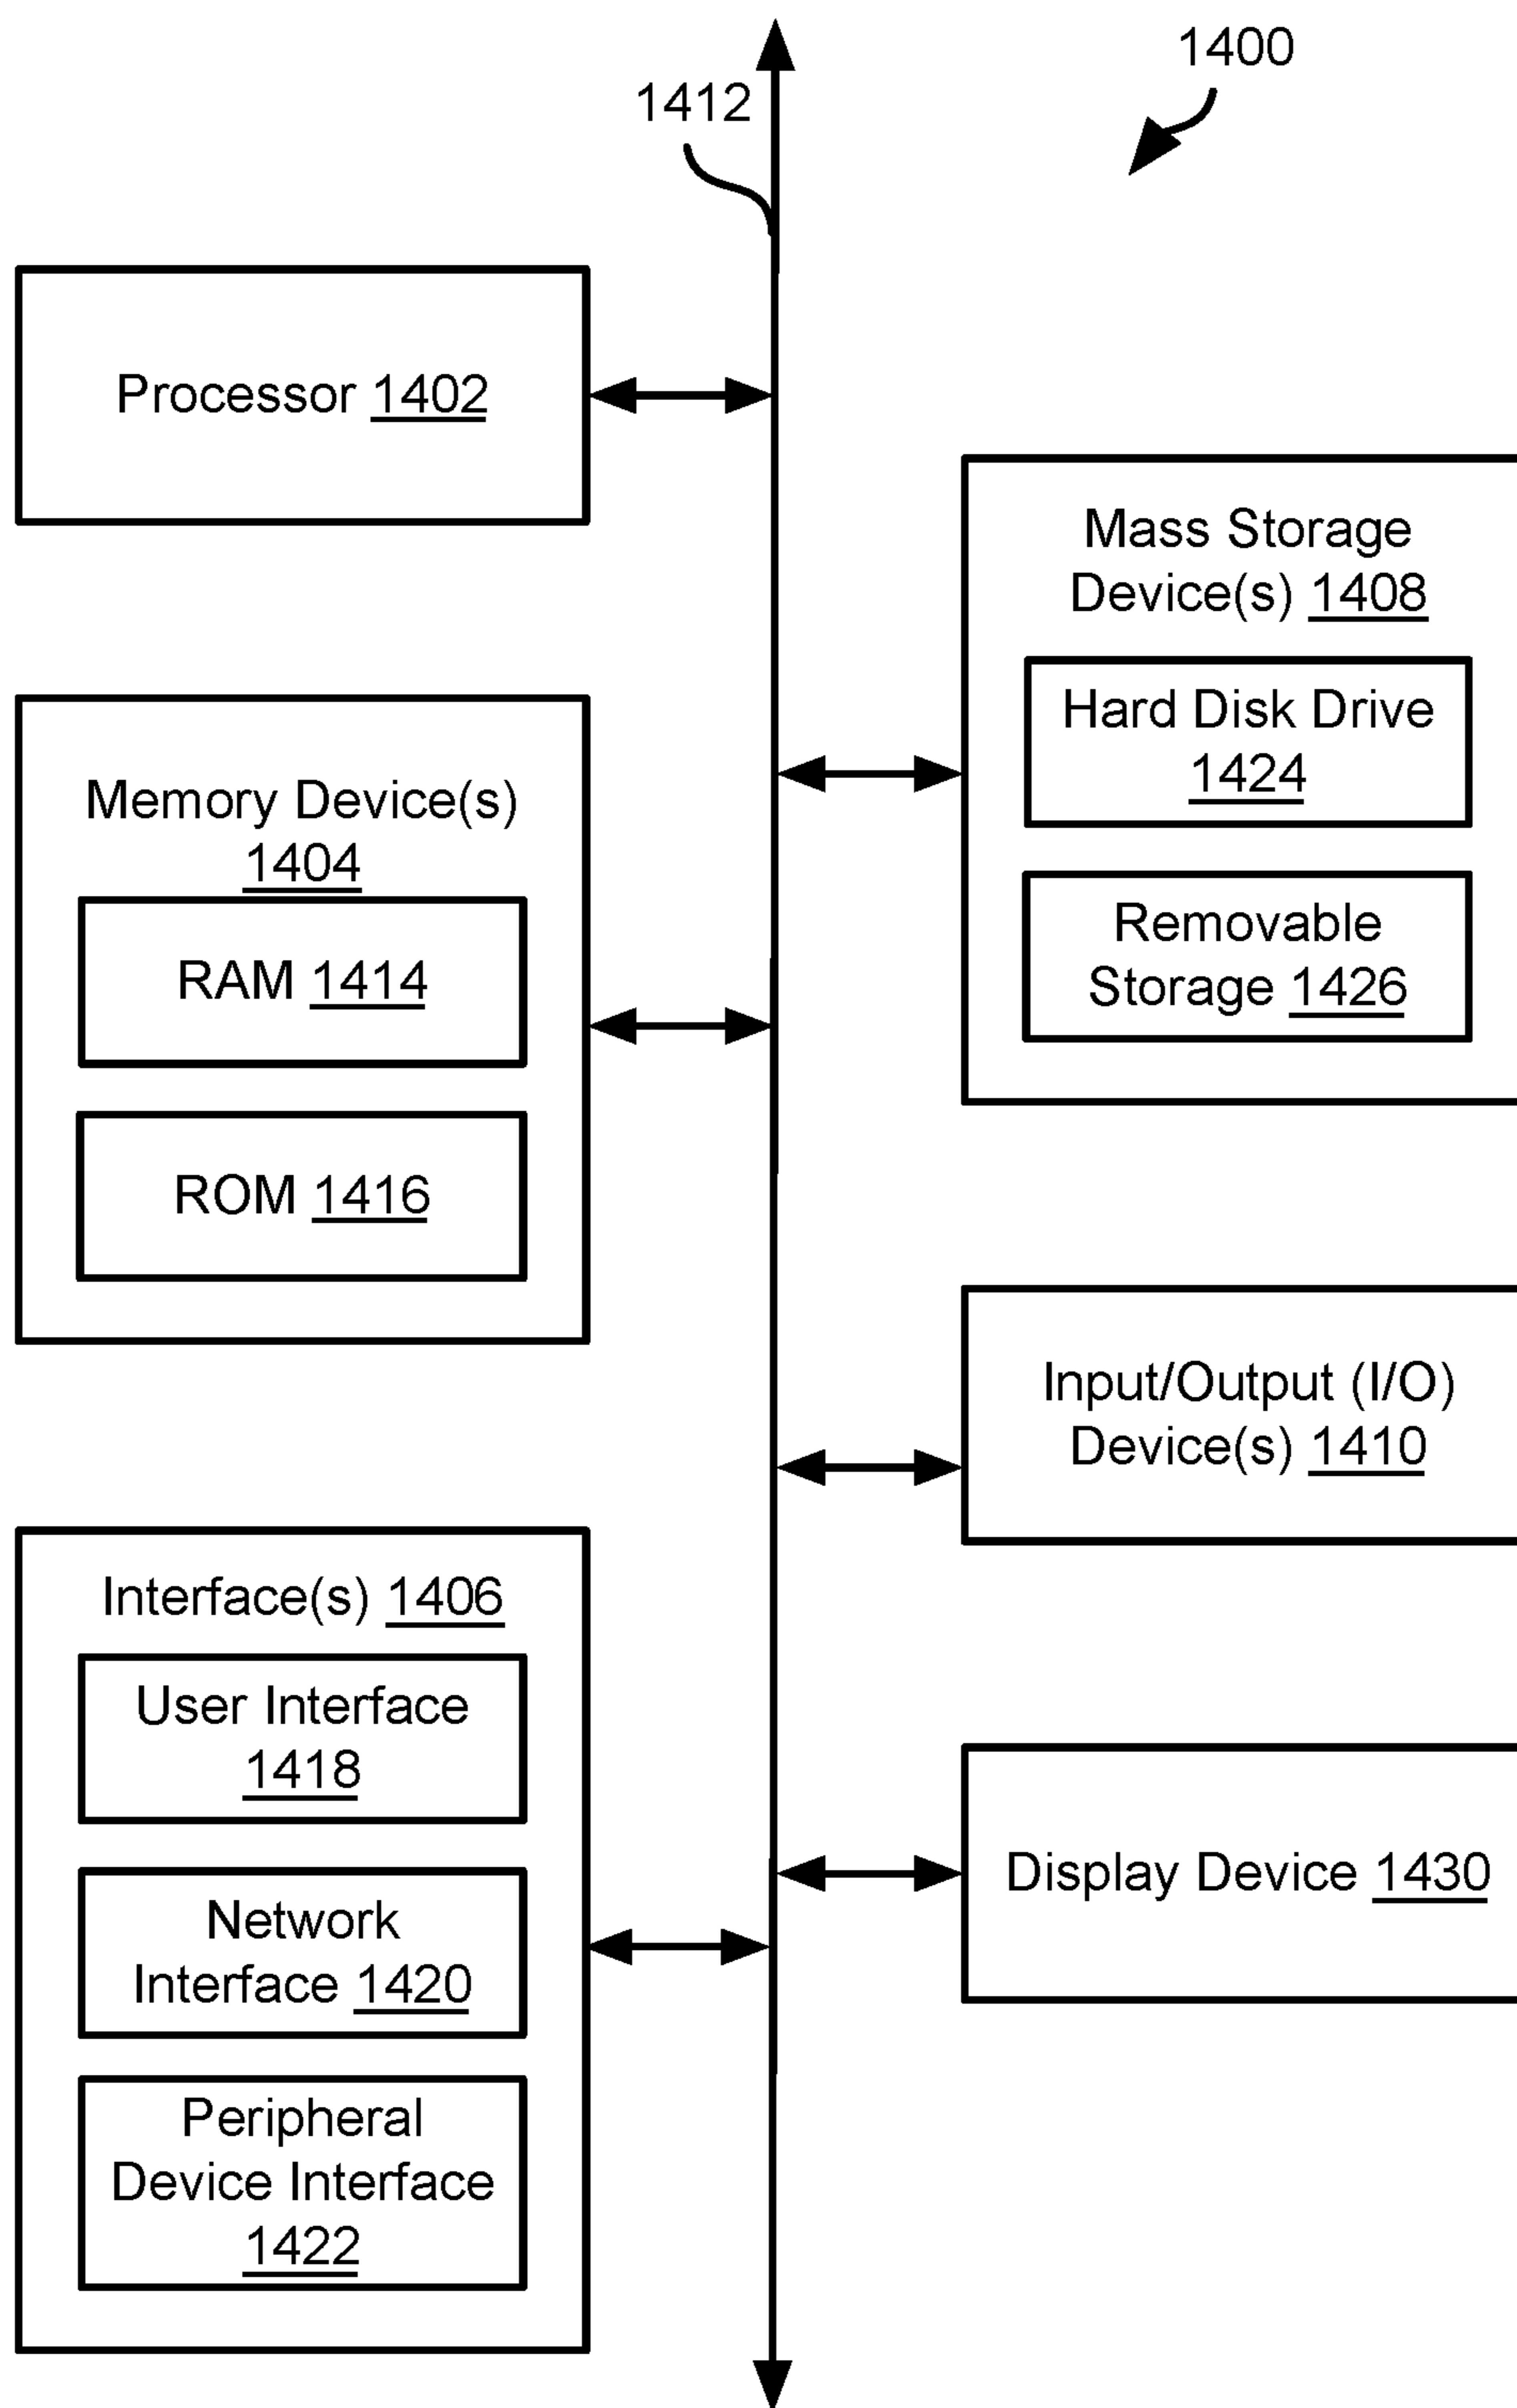 1400
1412
Processor 1402
Memory Device(s)
1404
RAM 1414
ROM 1416
Interface(s) 1406
User Interface
1418
Network
Interface 1420
Peripheral
Device Interface
1422
Mass Storage
Device(s) 1408
Hard Disk Drive
1424
Removable
Storage 1426
Input/Output (I/O)
Device(s) 1410
Display Device 1430